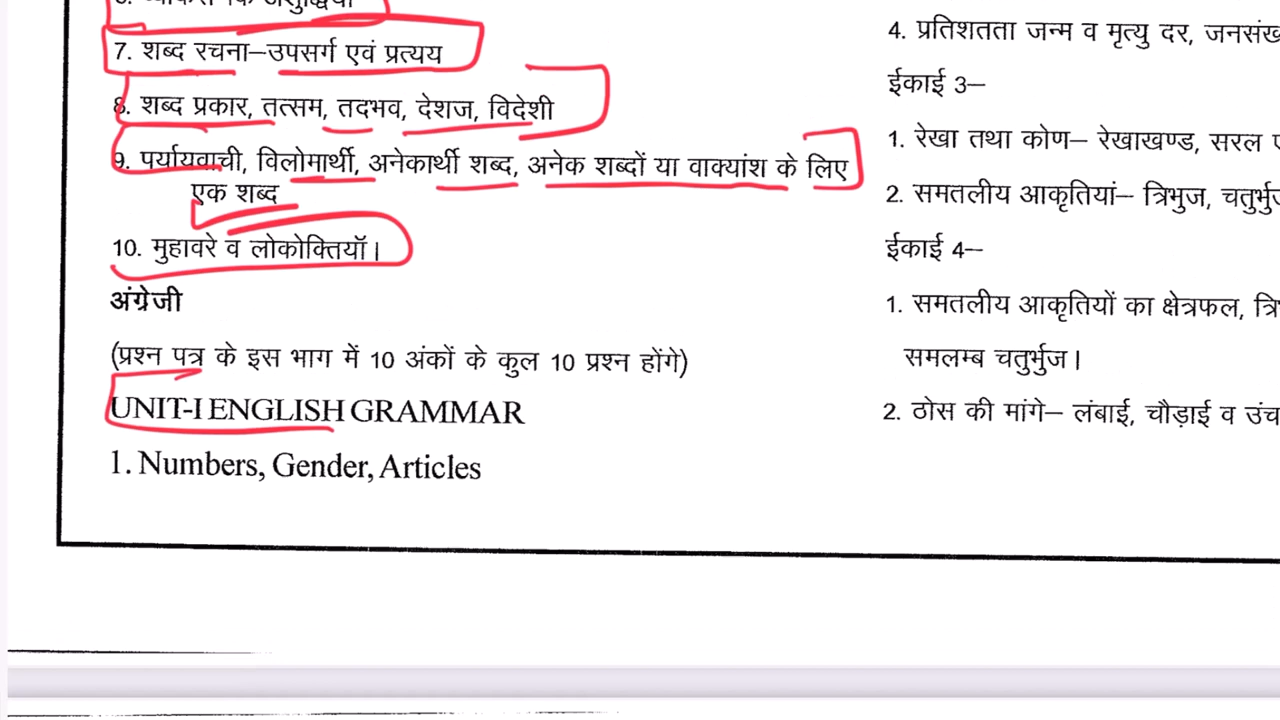 7. शब्द रचना–उपसर्ग एवं प्रत्यय
8. शब्द प्रकार, तत्सम, तदभव, देशज, विदेशी
9. पर्यायवाची, विलोमार्थी, अनेकार्थी शब्द, अनेक शब्दों या वाक्यांश के लिए
एक शब्द
10. मुहावरे व लोकोक्तियॉ।
अंग्रेजी
(प्रश्न पत्र के इस भाग में 10 अंकों के कुल 10 प्रश्न होंगे)
UNIT-I ENGLISH GRAMMAR
1. Numbers, Gender, Articles
4. प्रतिशतता जन्म व मृत्यु दर,
ईकाई 3–
1. रेखा तथा कोण– रेखाखण्ड, सरल
2. समतलीय आकृतियां– त्रिभुज,
ईकाई 4–
1. समतलीय आकृतियों का क्षेत्रफल,
समलम्ब चतुर्भुज।
2. ठोस की मांगे– लंबाई, चौड़ाई व